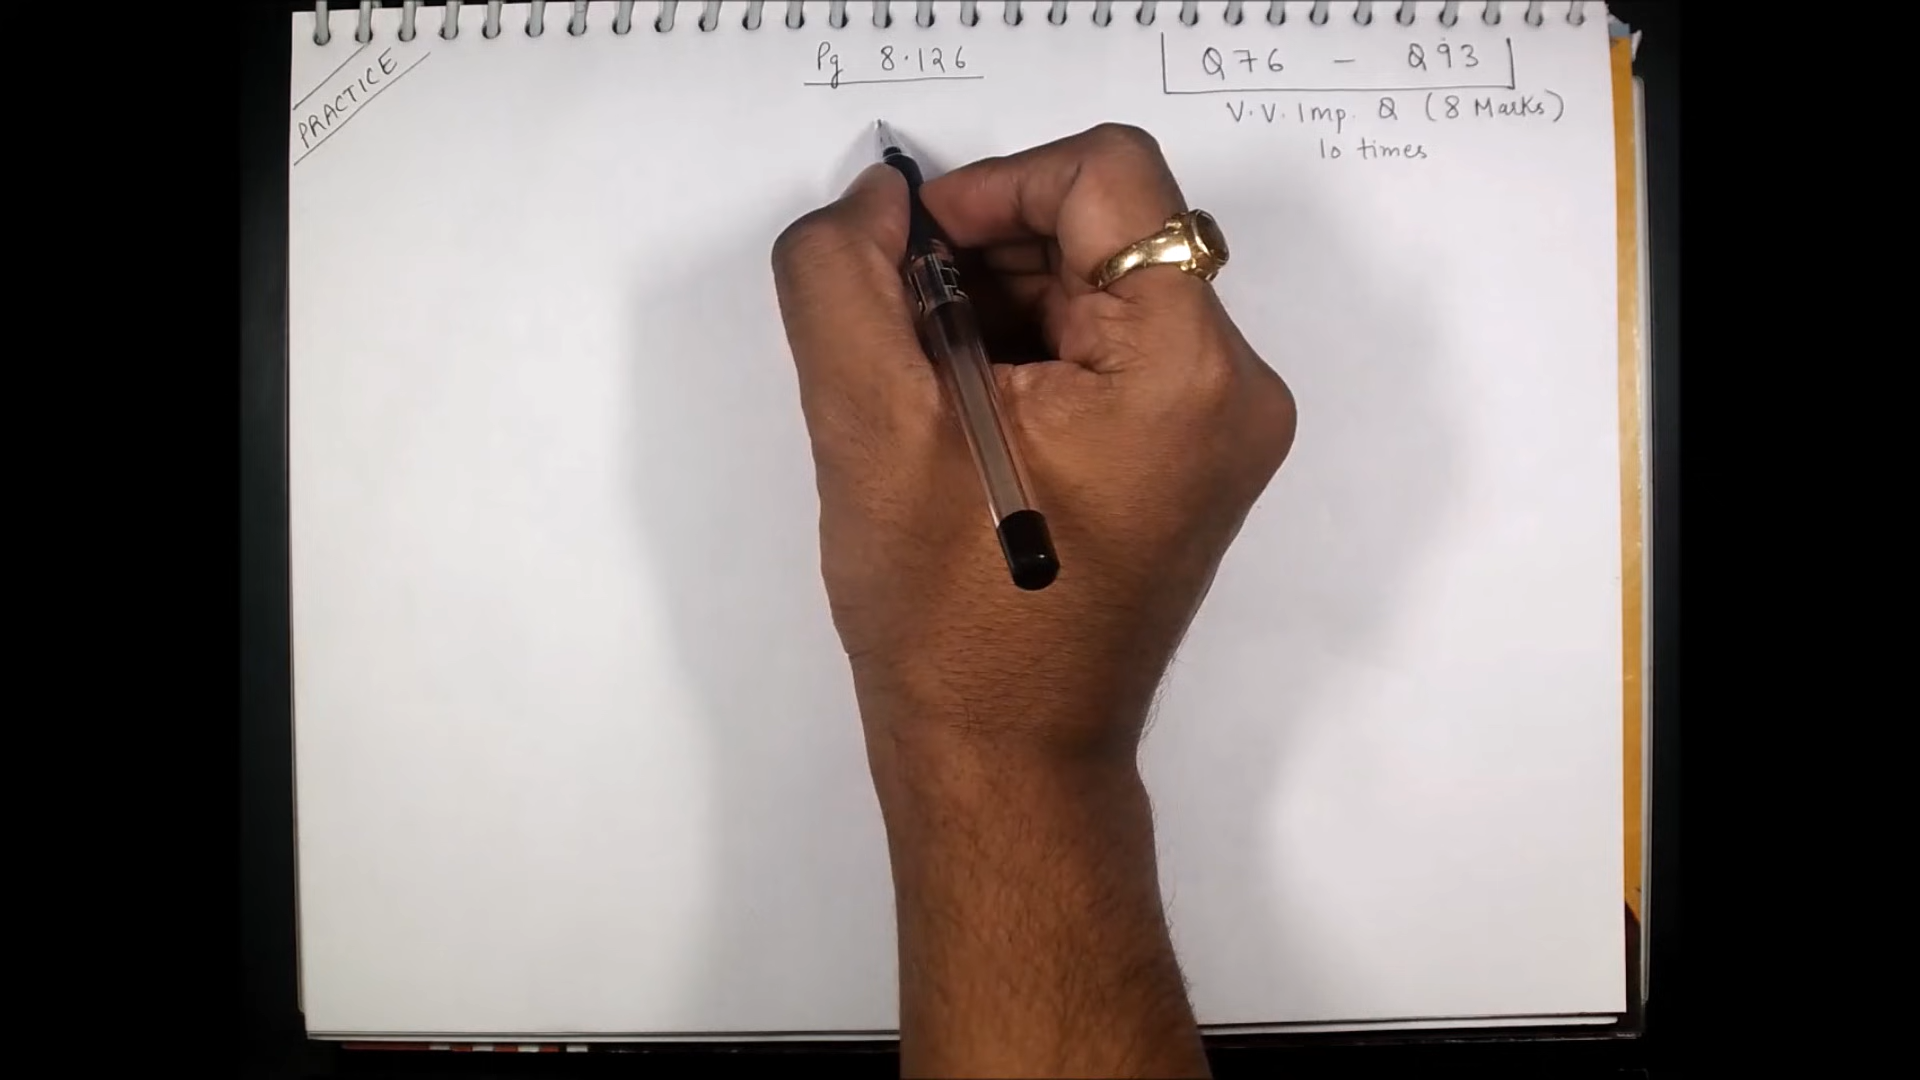 PRACTICE
Pg 8.126
Q76 - Q93
V.V. Imp. Q (8 Marks)
10 times